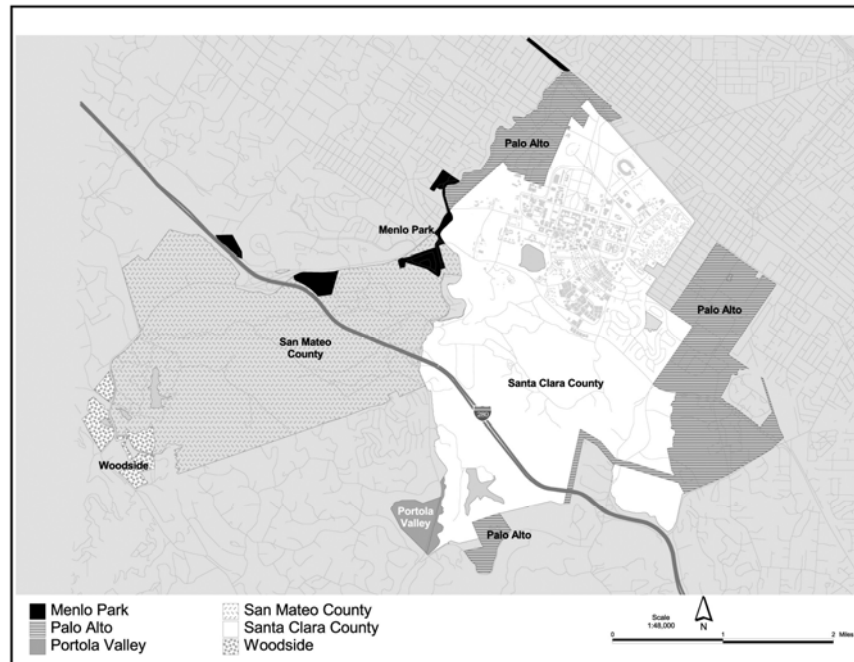 Palo Alto
Menlo Park
Palo Alto
San Mateo
County
Santa Clara County
280
Woodside
Portola
Valley
Palo Alto
Menlo Park
Palo Alto
Portola Valley
San Mateo County
Santa Clara County
Woodside
Scale
1:48,000
N
0 1 2 Miles